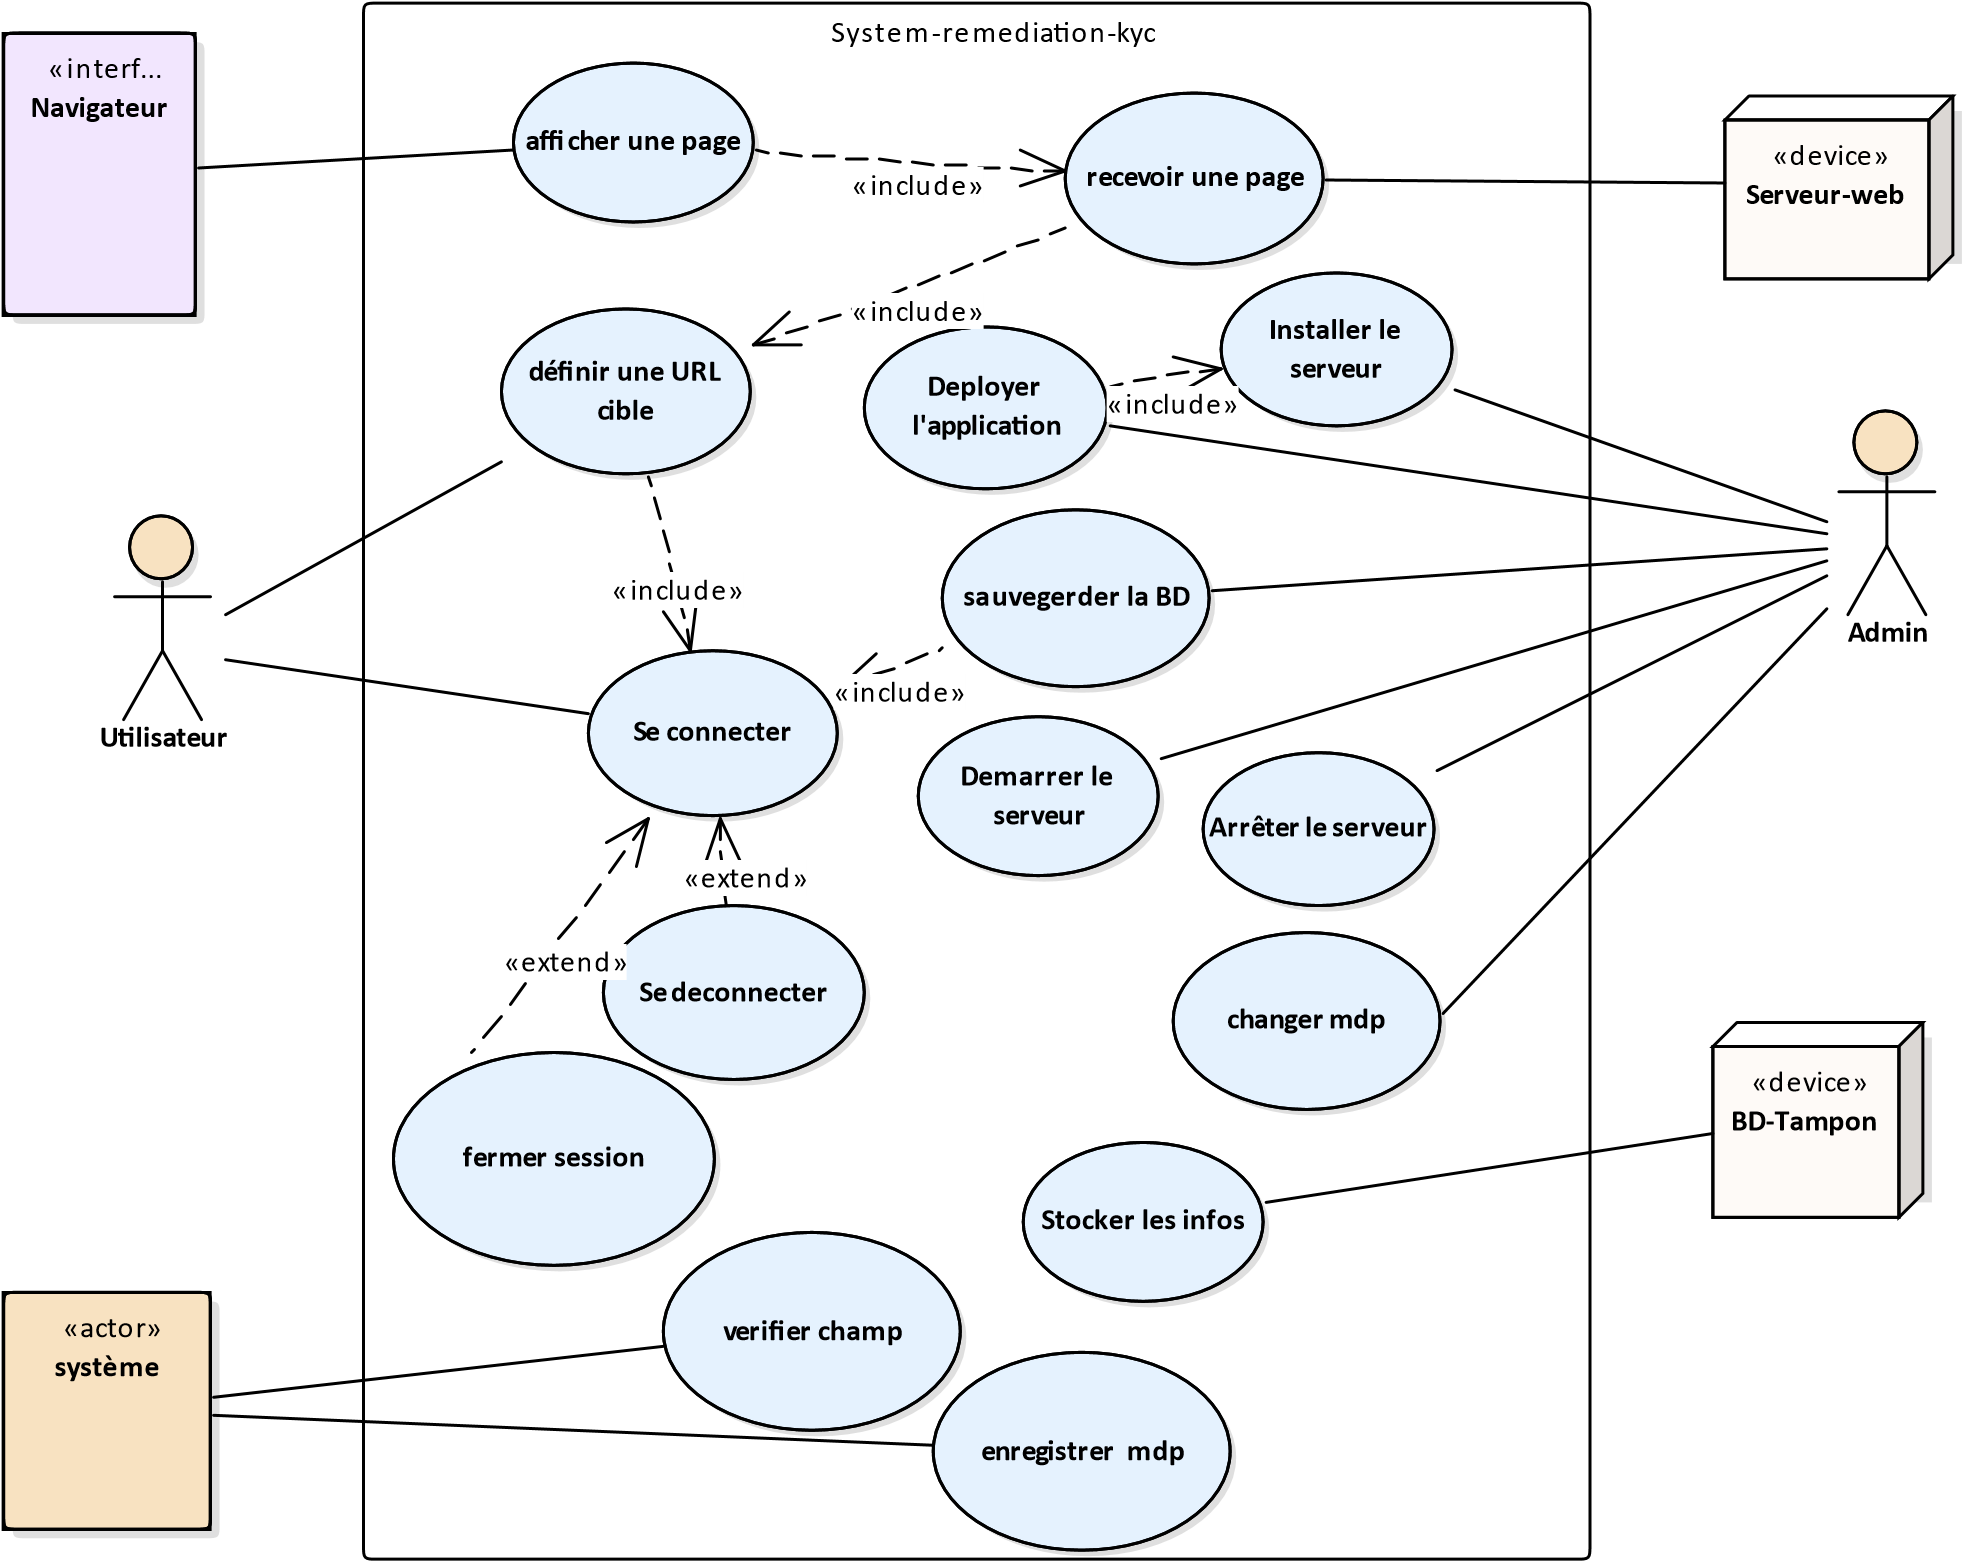 System-remediation-kyc
«interf...
Navigateur
afficher une page
«include»
recevoir une page
«device»
Serveur-web
«include»
définir une URL
cible
Deployer
l'application
«include»
Installer le
serveur
«include»
sauvegerder la BD
Admin
Utilisateur
Se connecter
«include»
Demarrer le
serveur
Arrêter le serveur
«extend»
«extend»
Se deconnecter
changer mdp
«device»
BD-Tampon
fermer session
Stocker les infos
«actor»
système
verifier champ
enregistrer  mdp